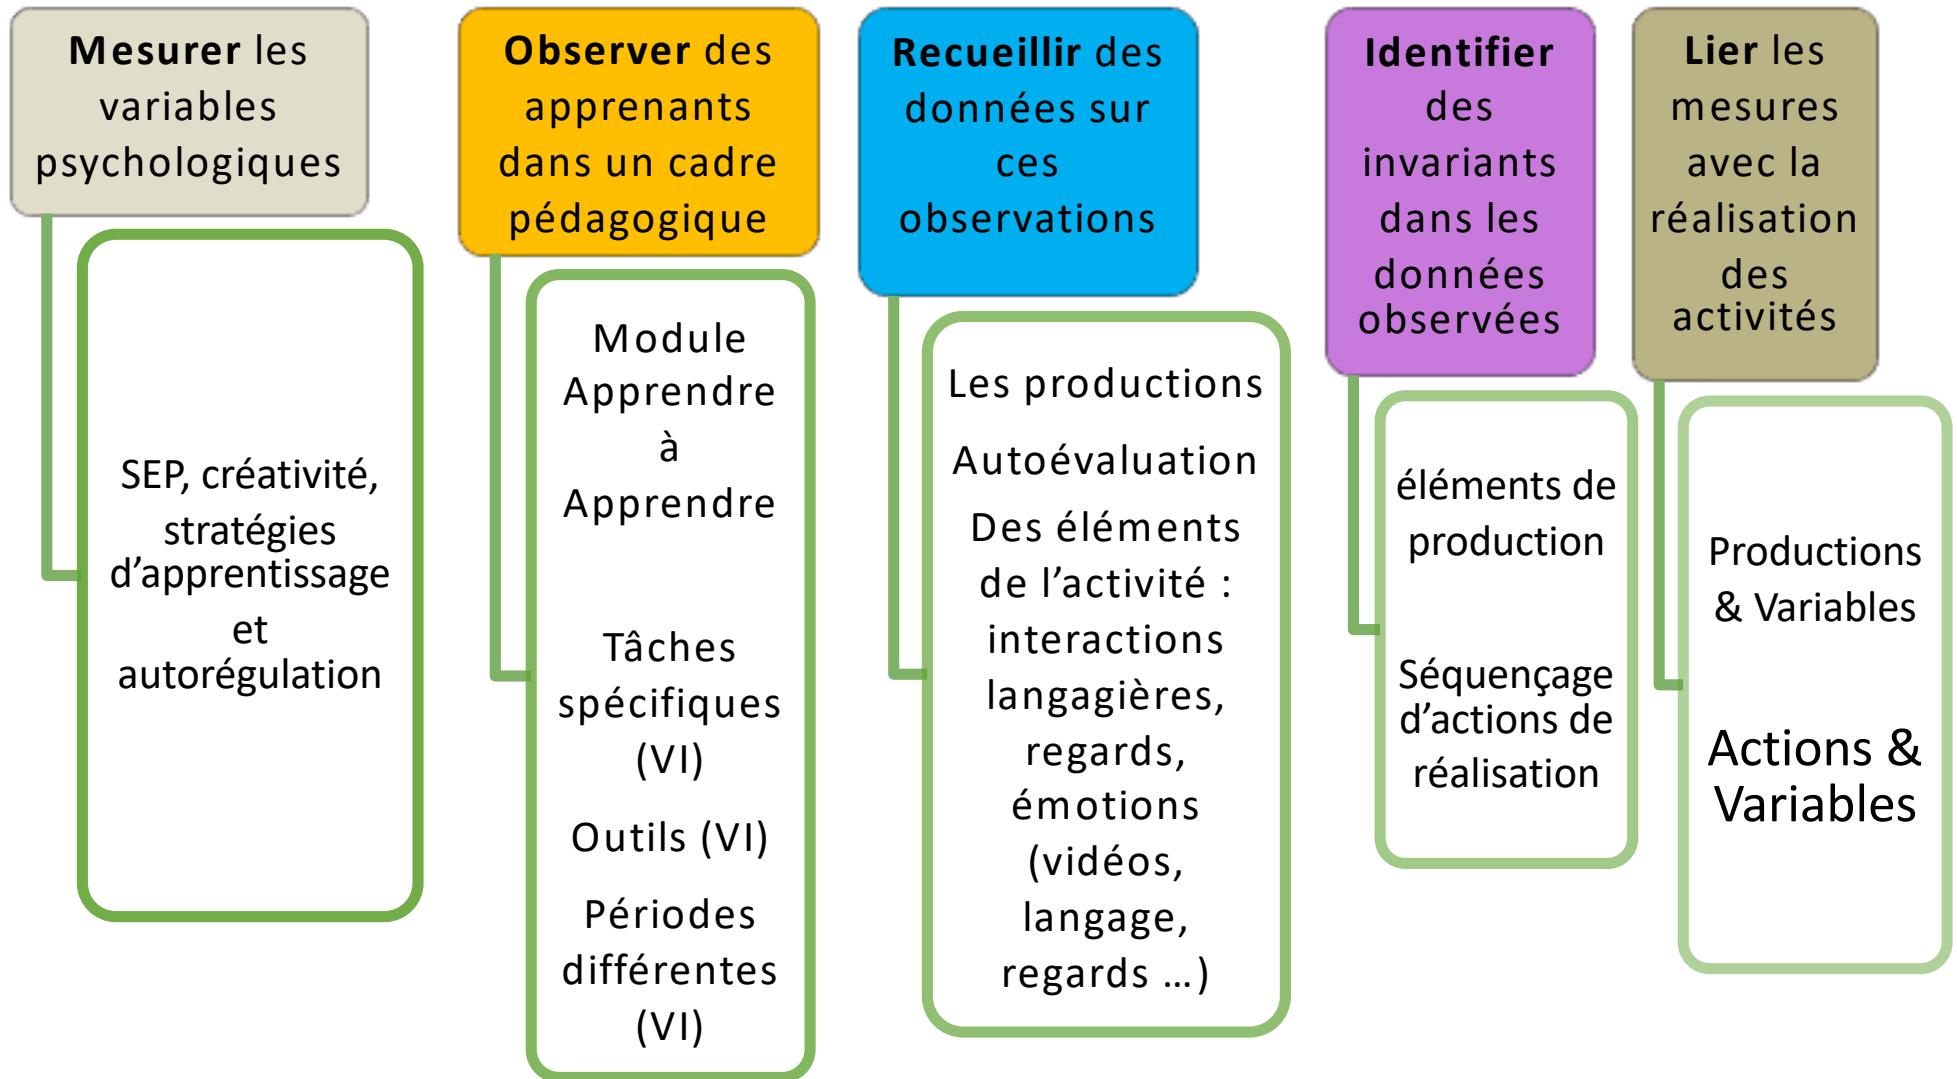 Mesurer les
variables
psychologiques
SEP, créativité,
stratégies
d’apprentissage
et
autorégulation
Observer des
apprenants
dans un cadre
pédagogique
Module
Apprendre
à
Apprendre
Tâches
spécifiques
(VI)
Outils (VI)
Périodes
différentes
(VI)
Recueillir des
données sur
ces
observations
Les productions
Autoévaluation
Des éléments
de l’activité :
interactions
langagières,
regards,
émotions
(vidéos,
langage,
regards …)
Identifier
des
invariants
dans les
données
observées
éléments de
production
Séquençage
d’actions de
réalisation
Lier les
mesures
avec la
réalisation
des
activités
Productions
& Variables
Actions &
Variables